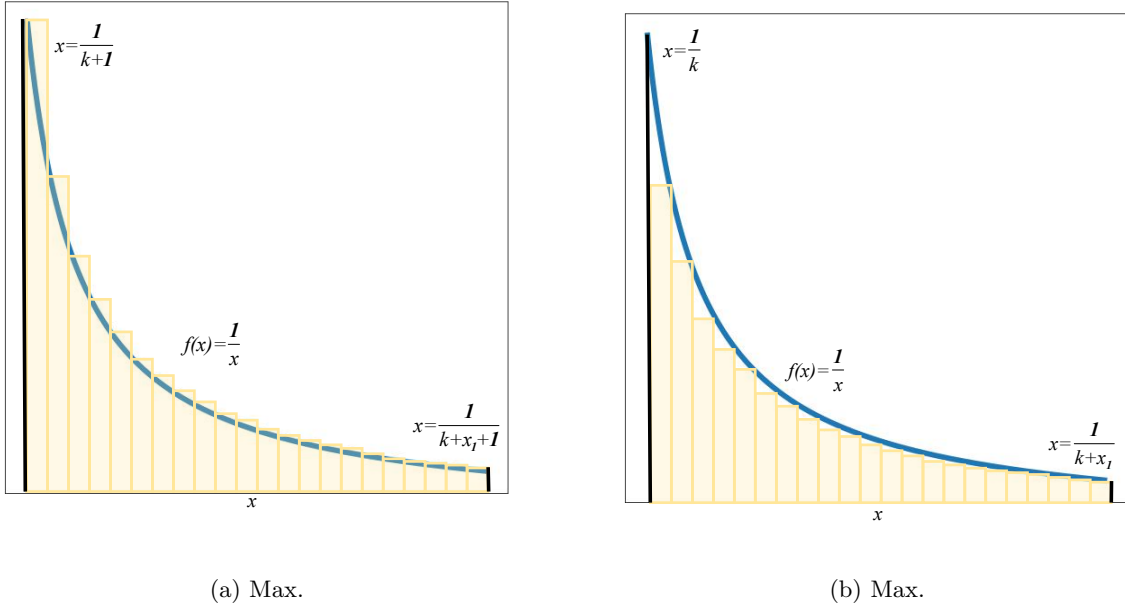 x=1/(k+1)
f(x)=1/x
x=1/(k+x₁+1)
x
(a) Max.
x=1/k
f(x)=1/x
x=1/(k+x₁)
x
(b) Max.